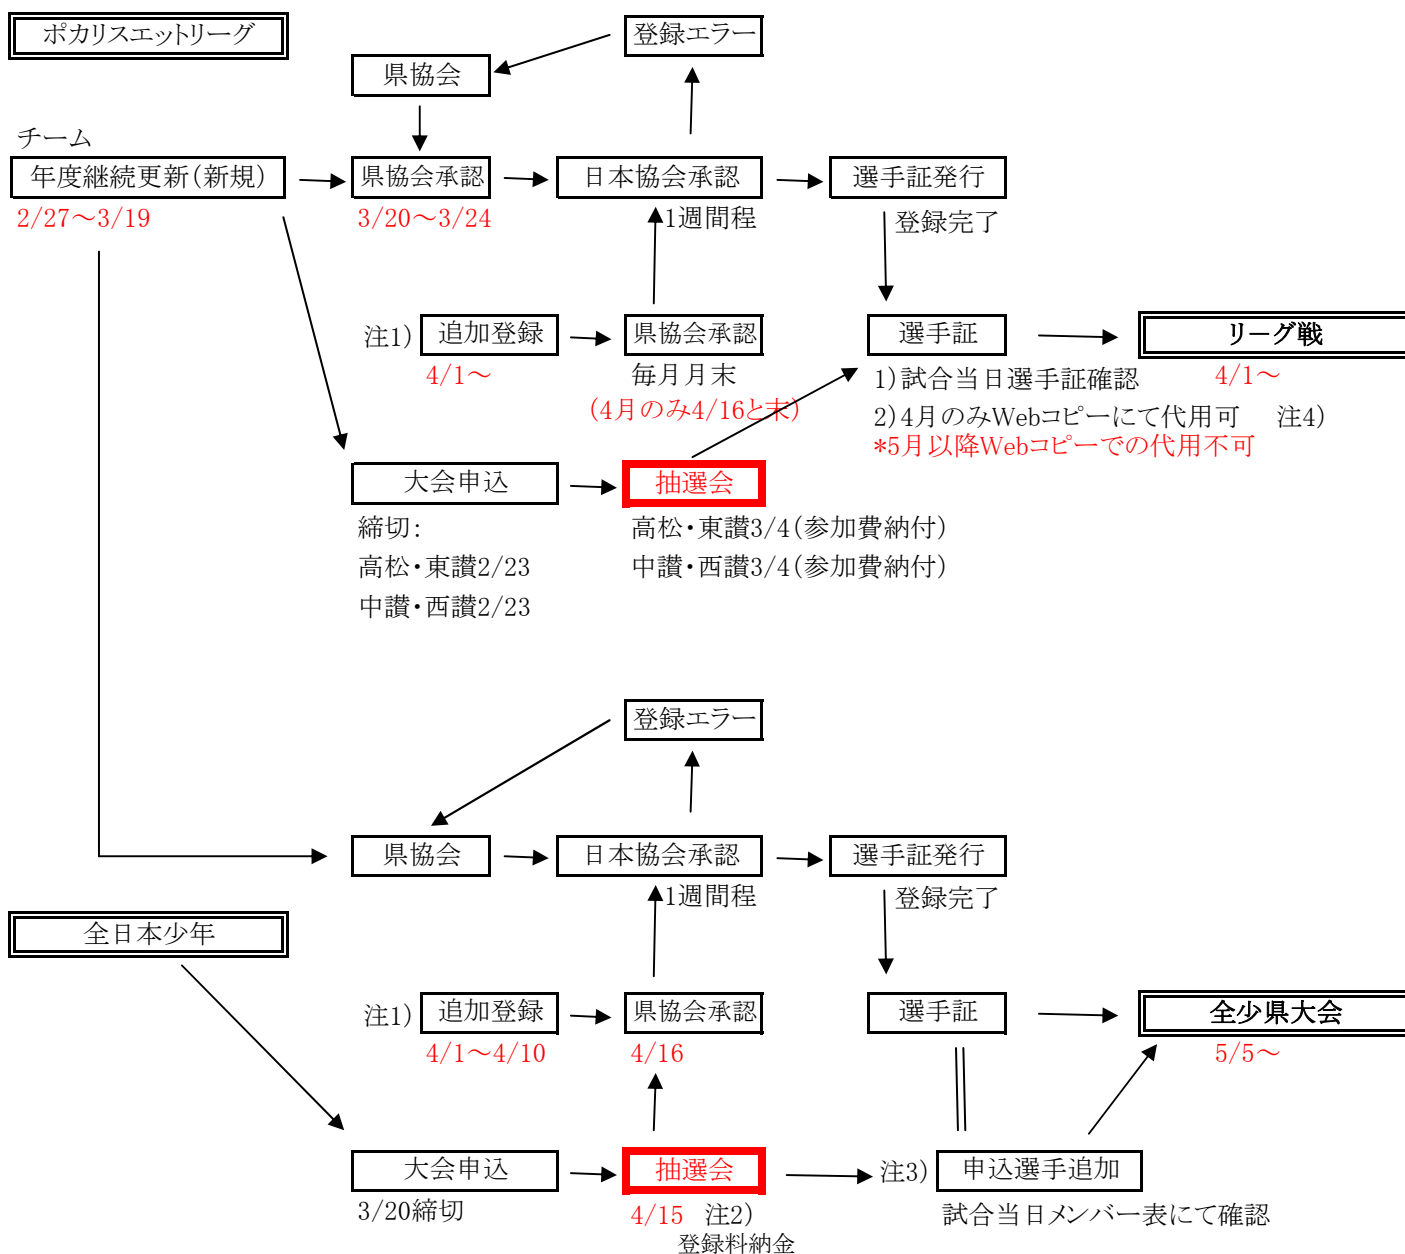 ポカリスエットリーグ
登録エラー
県協会
チーム
年度継続更新(新規)
県協会承認
日本協会承認
選手証発行
2/27～3/19
3/20～3/24
1週間程
登録完了
注1)
追加登録
県協会承認
選手証
リーグ戦
4/1～
毎月月末
1)試合当日選手証確認
4/1～
(4月のみ4/16と末)
2)4月のみWebコピーにて代用可 注4)
*5月以降Webコピーでの代用不可
大会申込
抽選会
締切:
高松・東讃3/4(参加費納付)
高松・東讃2/23
中讃・西讃3/4(参加費納付)
中讃・西讃2/23
登録エラー
県協会
日本協会承認
選手証発行
1週間程
登録完了
全日本少年
注1)
追加登録
県協会承認
選手証
全少県大会
4/1～4/10
4/16
5/5～
大会申込
抽選会
注3)
申込選手追加
3/20締切
4/15 注2)
試合当日メンバー表にて確認
登録料納金